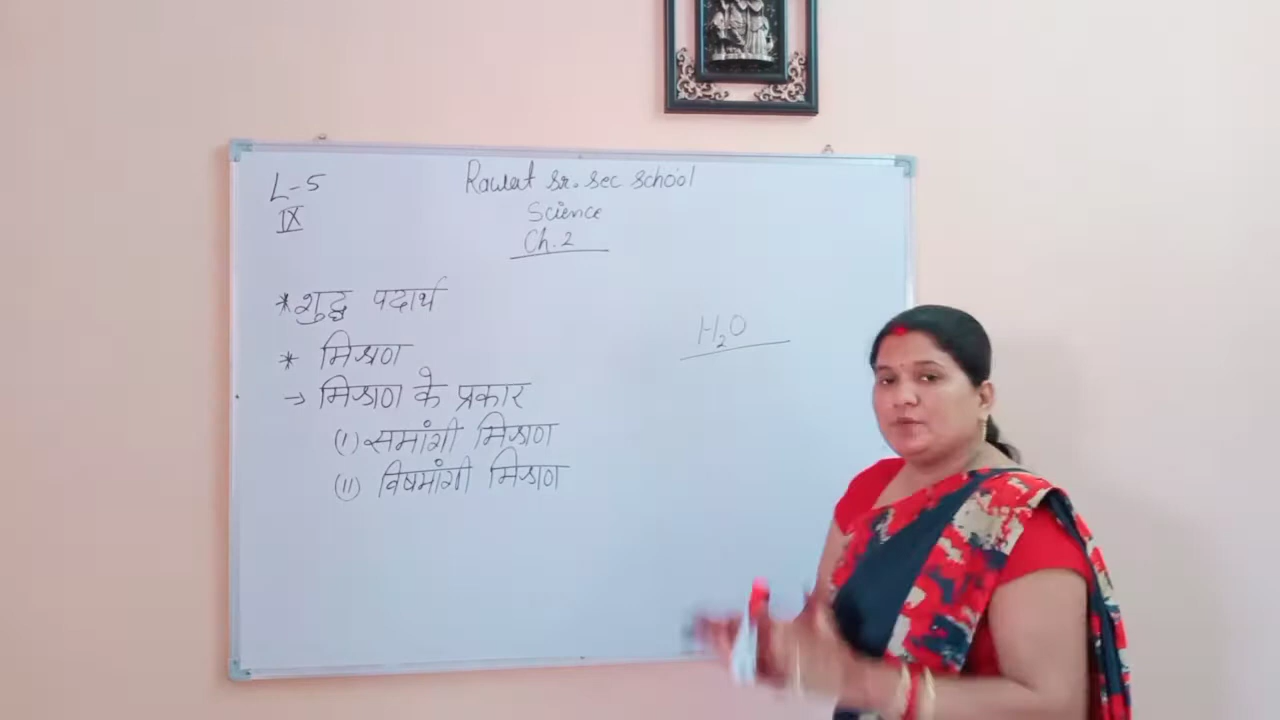 L-5
IX
Rawat Sr. Sec School
Science
Ch. 2
* शुद्ध पदार्थ
* मिश्रण
→ मिश्रण के प्रकार
(I) समांगी मिश्रण
(II) विषमांगी मिश्रण
H₂O